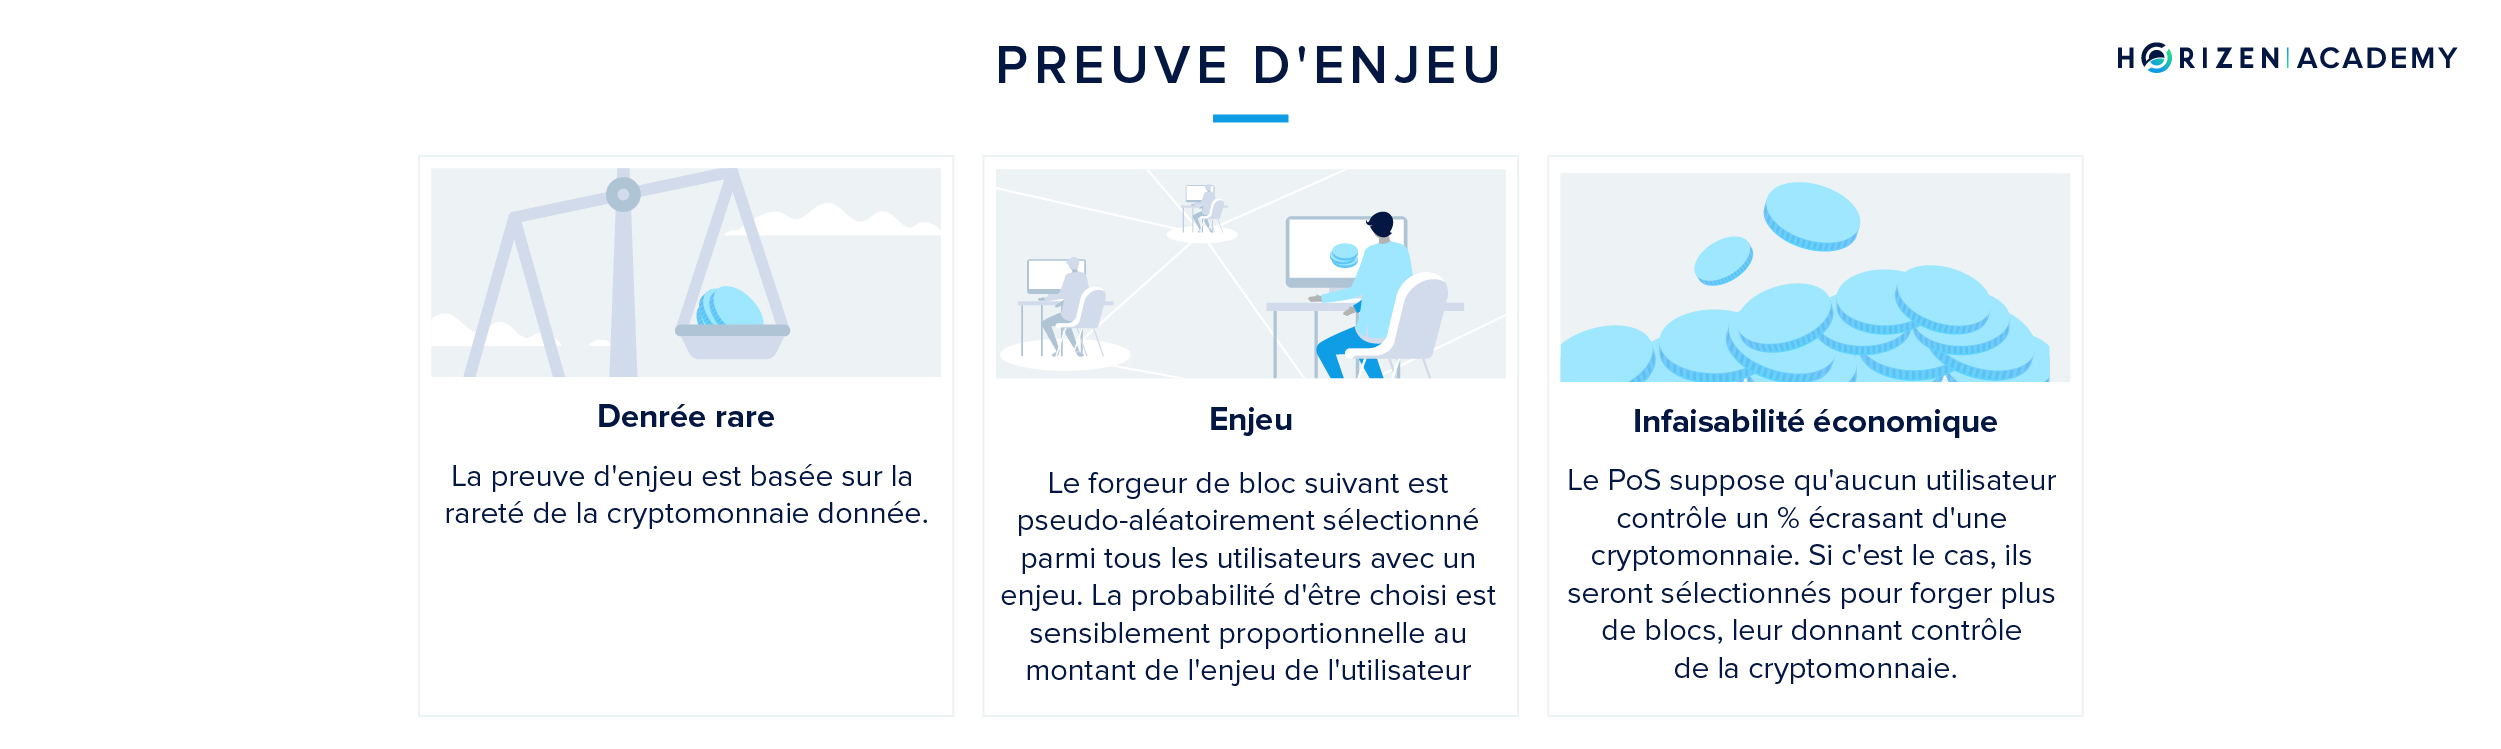 PREUVE D'ENJEU
HORIZEN | ACADEMY
Denrée rare
La preuve d'enjeu est basée sur la
rareté de la cryptomonnaie donnée.
Enjeu
Le forgeur de bloc suivant est
pseudo-aléatoirement sélectionné
parmi tous les utilisateurs avec un
enjeu. La probabilité d'être choisi est
sensiblement proportionnelle au
montant de l'enjeu de l'utilisateur
Infaisabilité économique
Le PoS suppose qu'aucun utilisateur
contrôle un % écrasant d'une
cryptomonnaie. Si c'est le cas, ils
seront sélectionnés pour forger plus
de blocs, leur donnant contrôle
de la cryptomonnaie.